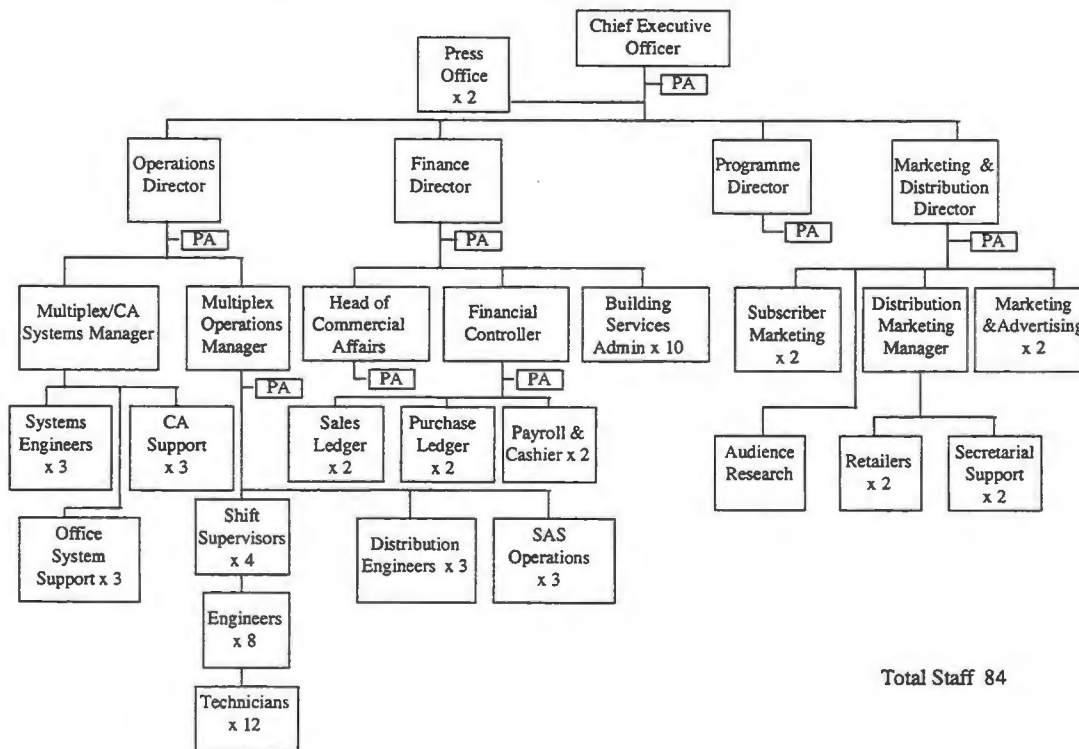 Chief Executive
Officer
Press
Office
x 2
PA
Operations
Director
Finance
Director
Programme
Director
Marketing &
Distribution
Director
PA
PA
PA
PA
Multiplex/CA
Systems Manager
Multiplex
Operations
Manager
Head of
Commercial
Affairs
Financial
Controller
Building
Services
Admin x 10
Subscriber
Marketing
x 2
Distribution
Marketing
Manager
Marketing
&Advertising
x 2
PA
PA
PA
Systems
Engineers
x 3
CA
Support
x 3
Sales
Ledger
x 2
Purchase
Ledger
x 2
Payroll &
Cashier x 2
Audience
Research
Retailers
x 2
Secretarial
Support
x 2
Office
System
Support x 3
Shift
Supervisors
x 4
Distribution
Engineers x 3
SAS
Operations
x 3
Engineers
x 8
Technicians
x 12
Total Staff 84